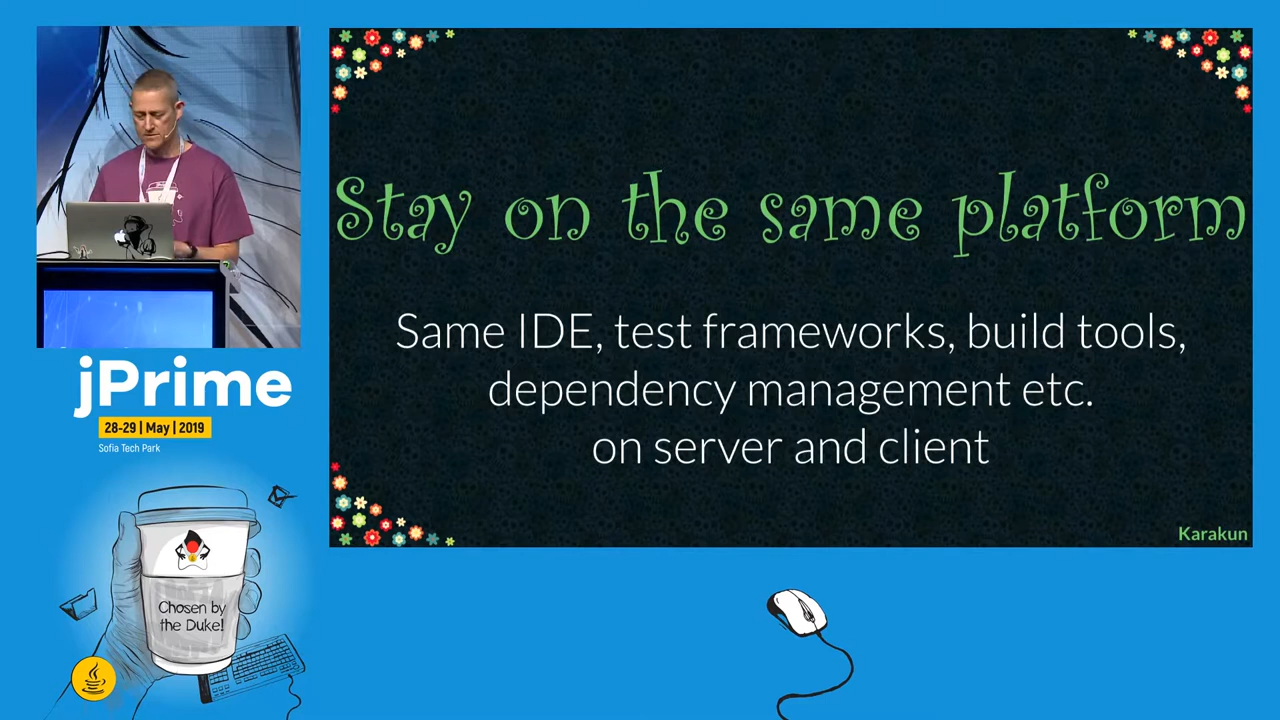 Stay on the same platform
Same IDE, test frameworks, build tools,
dependency management etc.
on server and client
Karakun
jPrime
28-29 | May | 2019
Sofia Tech Park
Chosen by
the Duke!